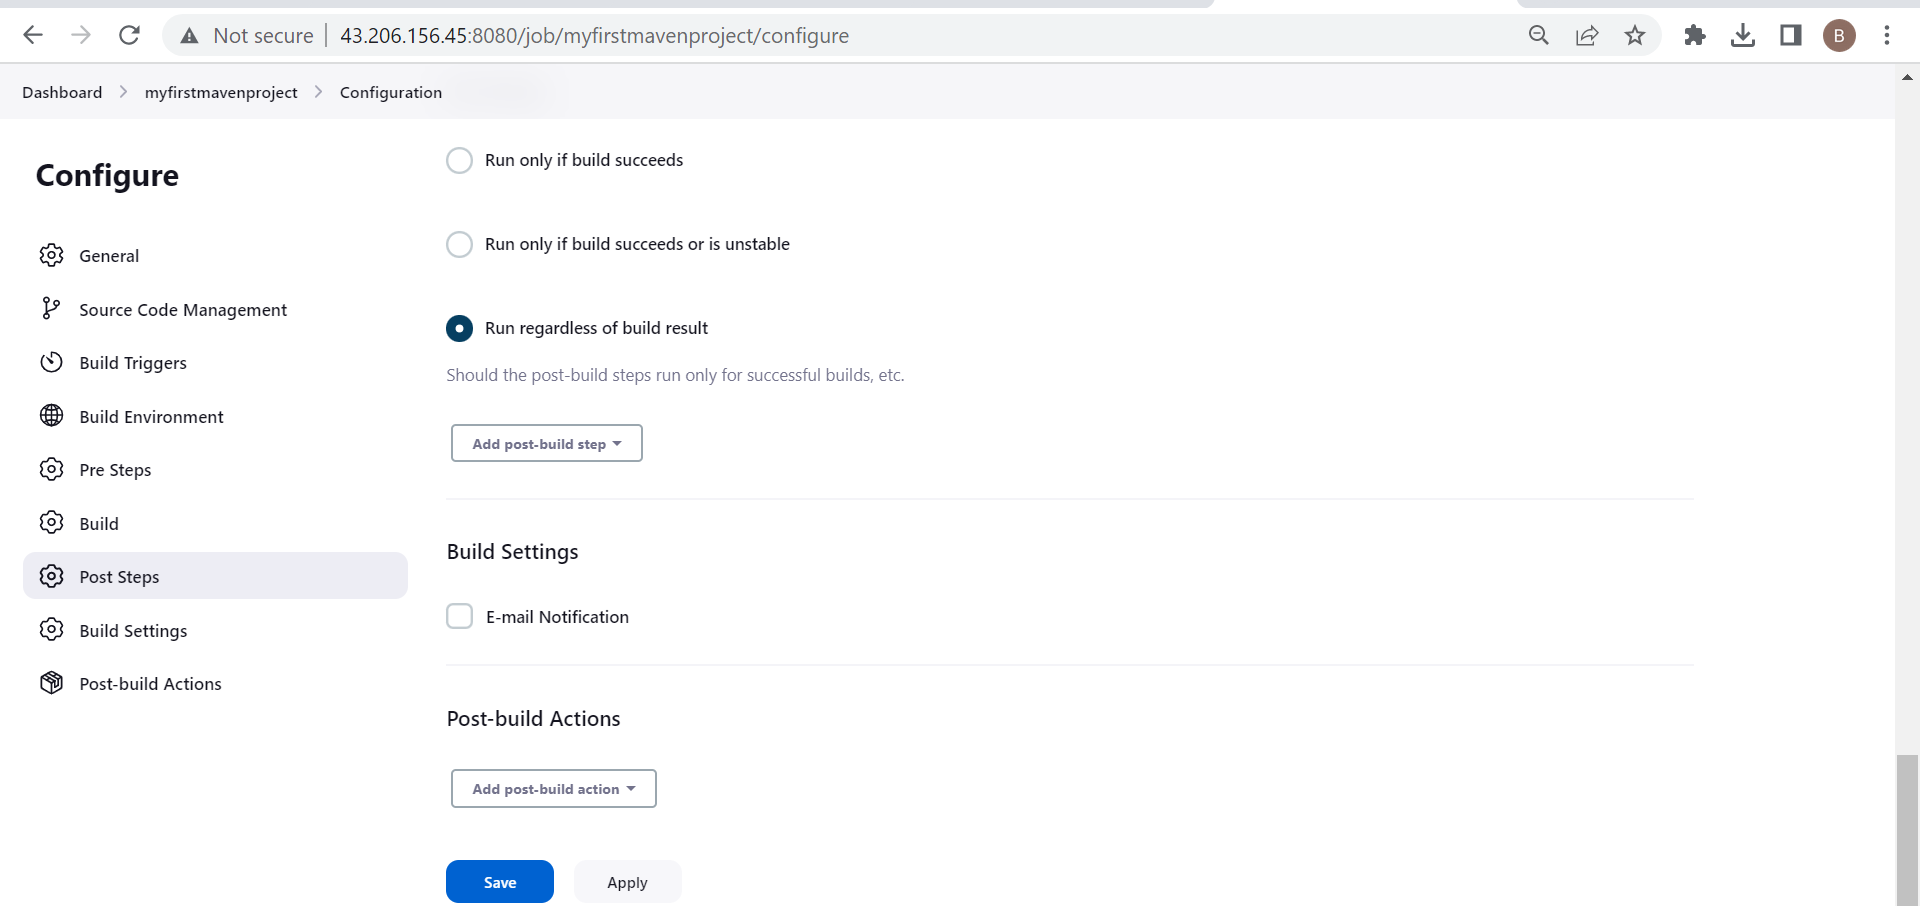 Not secure
43.206.156.45:8080/job/myfirstmavenproject/configure
B
Dashboard
myfirstmavenproject
Configuration
Configure
General
Source Code Management
Build Triggers
Build Environment
Pre Steps
Build
Post Steps
Build Settings
Post-build Actions
Run only if build succeeds
Run only if build succeeds or is unstable
Run regardless of build result
Should the post-build steps run only for successful builds, etc.
Add post-build step
Build Settings
E-mail Notification
Post-build Actions
Add post-build action
Save
Apply